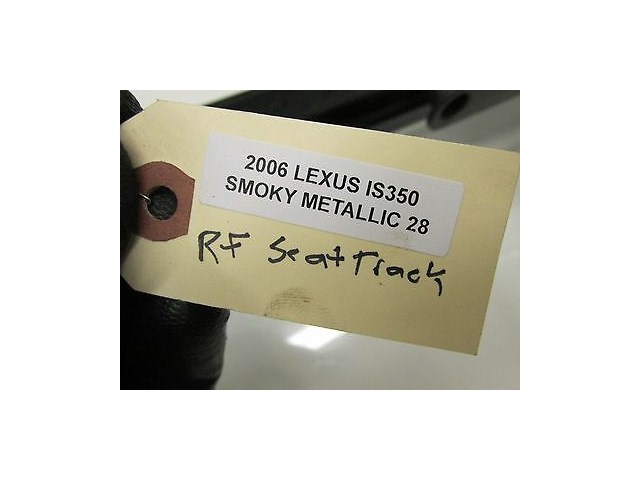 2006 LEXUS IS350
SMOKY METALLIC 28
RF Seat Track